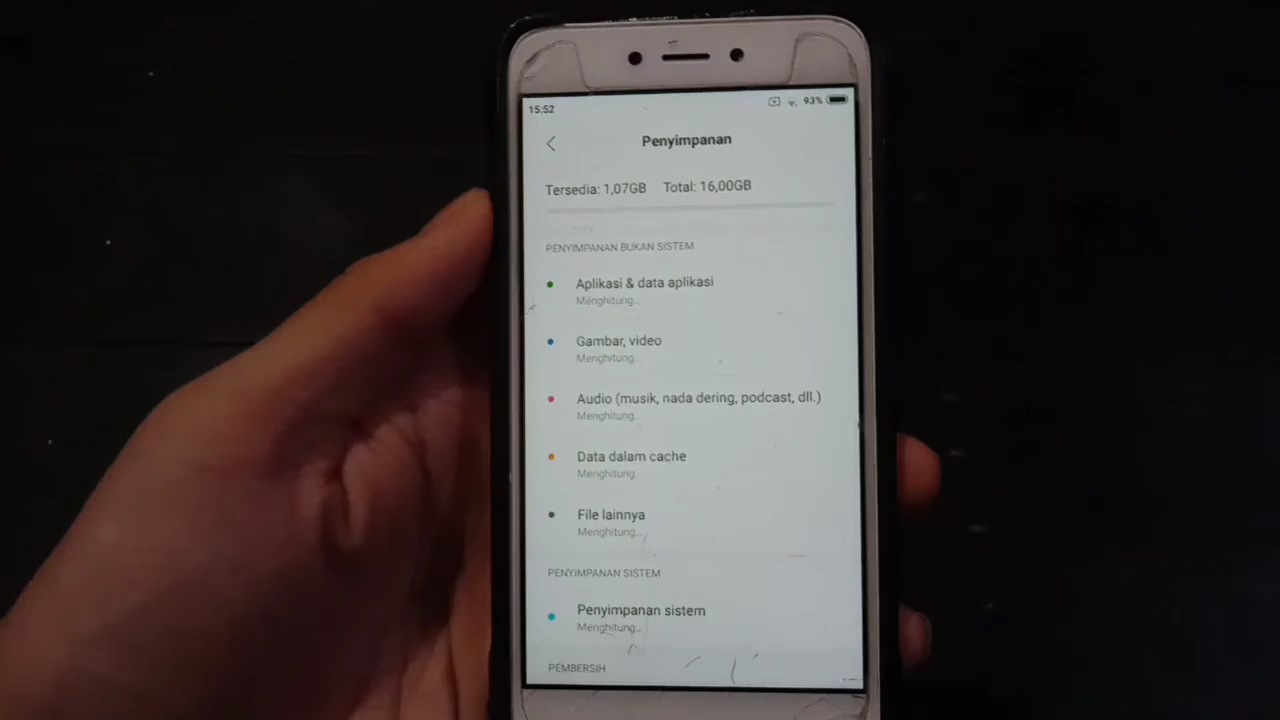 15:52 93%
Penyimpanan
Tersedia: 1,07GB Total: 16,00GB
PENYIMPANAN BUKAN SISTEM
Aplikasi & data aplikasi
Menghitung...
Gambar, video
Menghitung...
Audio (musik, nada dering, podcast, dll.)
Menghitung...
Data dalam cache
Menghitung...
File lainnya
Menghitung...
PENYIMPANAN SISTEM
Penyimpanan sistem
Menghitung...
PEMBERSIH